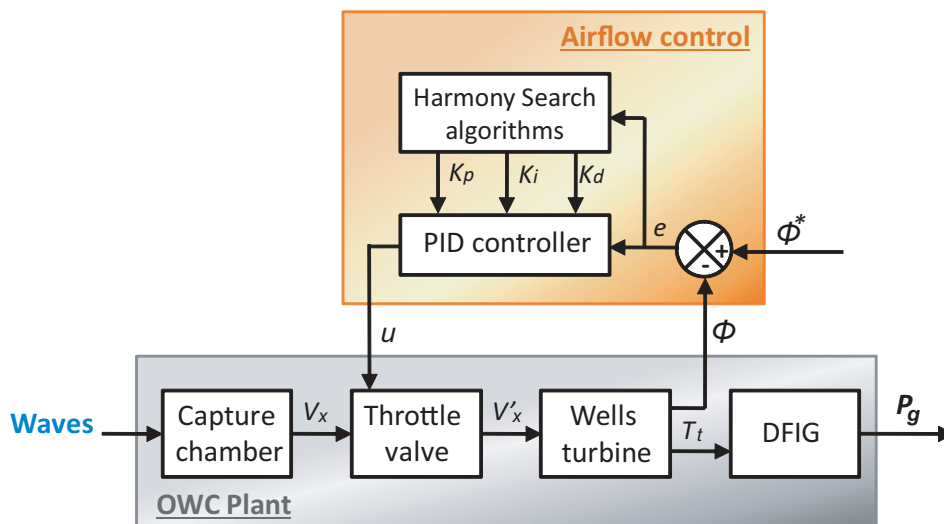 Airflow control
Harmony Search
algorithms
Kp
Ki
Kd
PID controller
e
+
-
Φ*
u
Φ
Waves
Capture
chamber
Vx
Throttle
valve
V'x
Wells
turbine
Tt
DFIG
Pg
OWC Plant